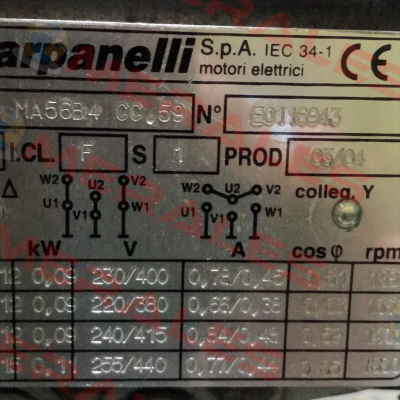 arpanelli S.p.A. IEC 34-1 CE
motori elettrici
MA56B4 CC.59 N° E0116943
I.CL. F S 1 PROD 03/01
Δ W2 U2 V2 W2 U2 V2 colleg. Y
U1 V1 W1 U1 V1 W1
kW V A cos φ rpm
0,09 230/400 0,78/0,45
0,09 220/380 0,66/0,38
0,09 240/415 0,84/0,48
0,11 255/440 0,77/0,44